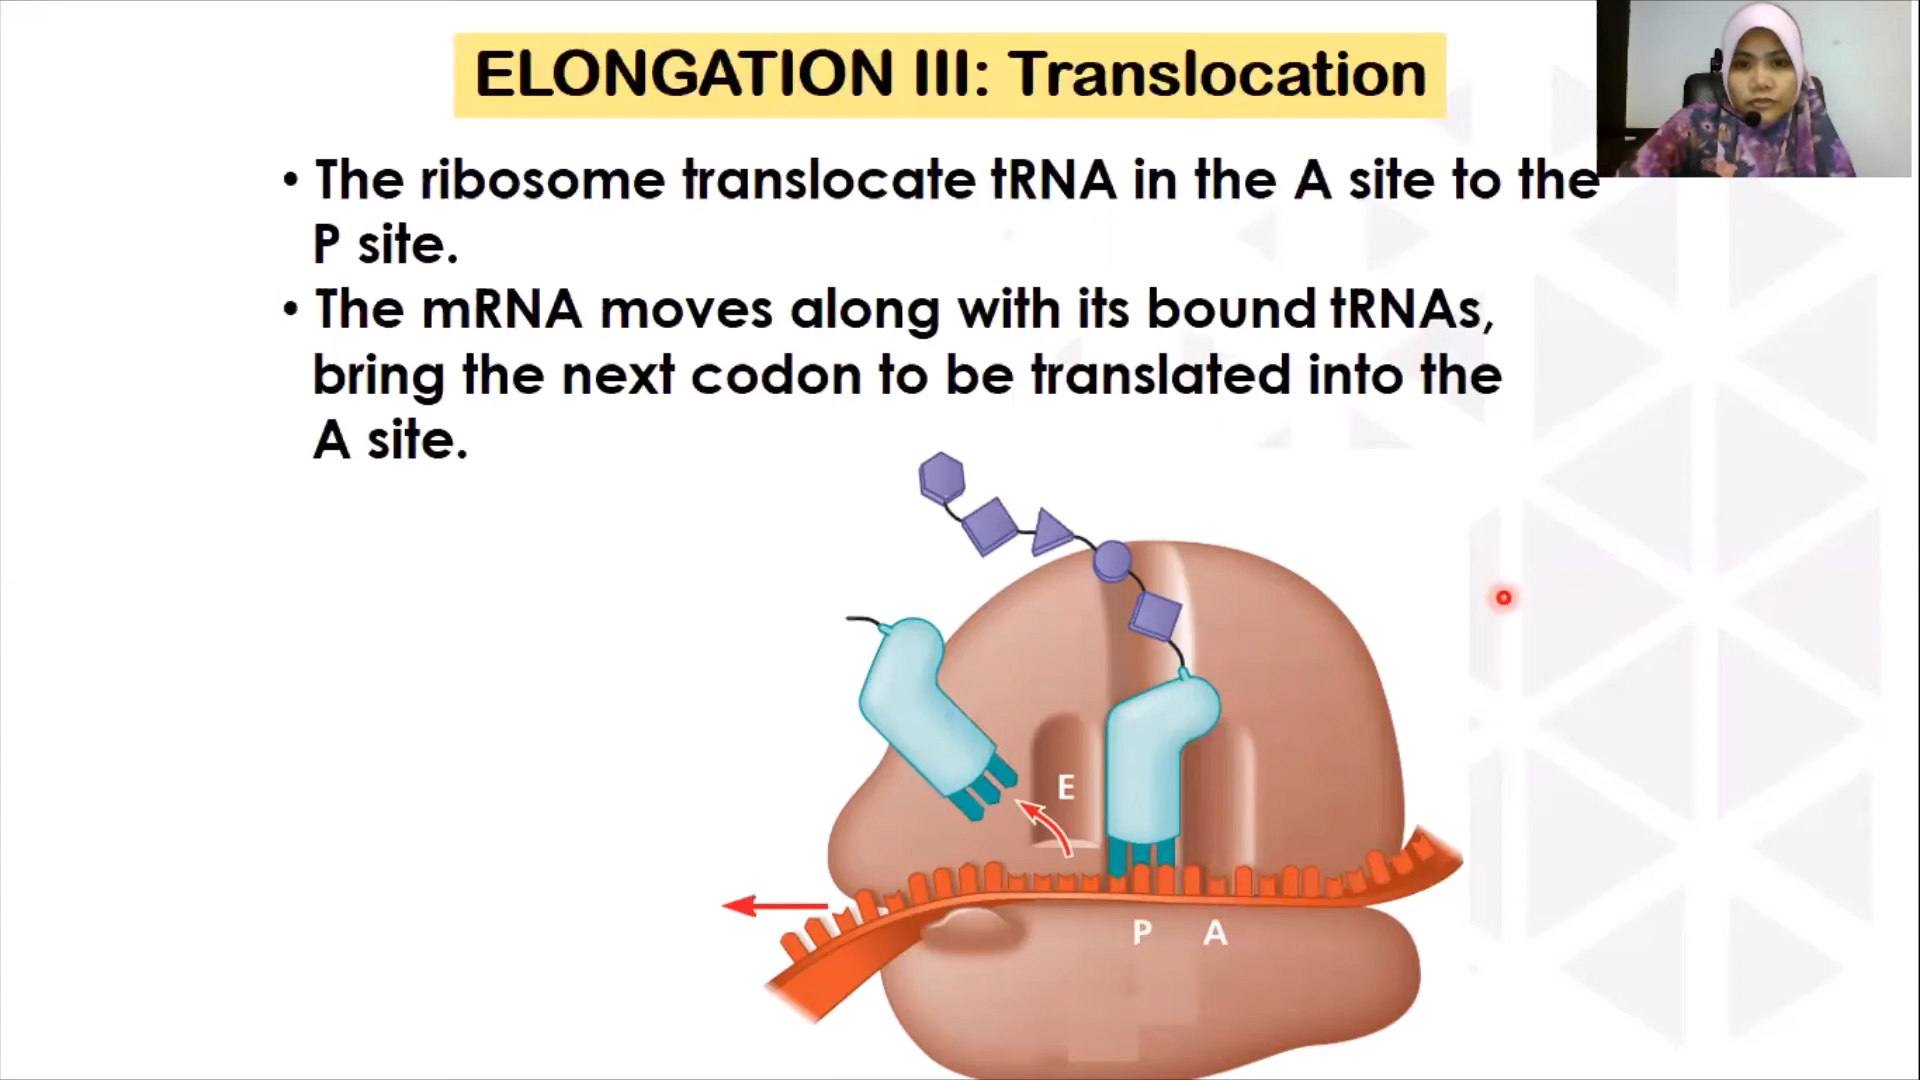 ELONGATION III: Translocation
• The ribosome translocate tRNA in the A site to the
P site.
• The mRNA moves along with its bound tRNAs,
bring the next codon to be translated into the
A site.
E
P A